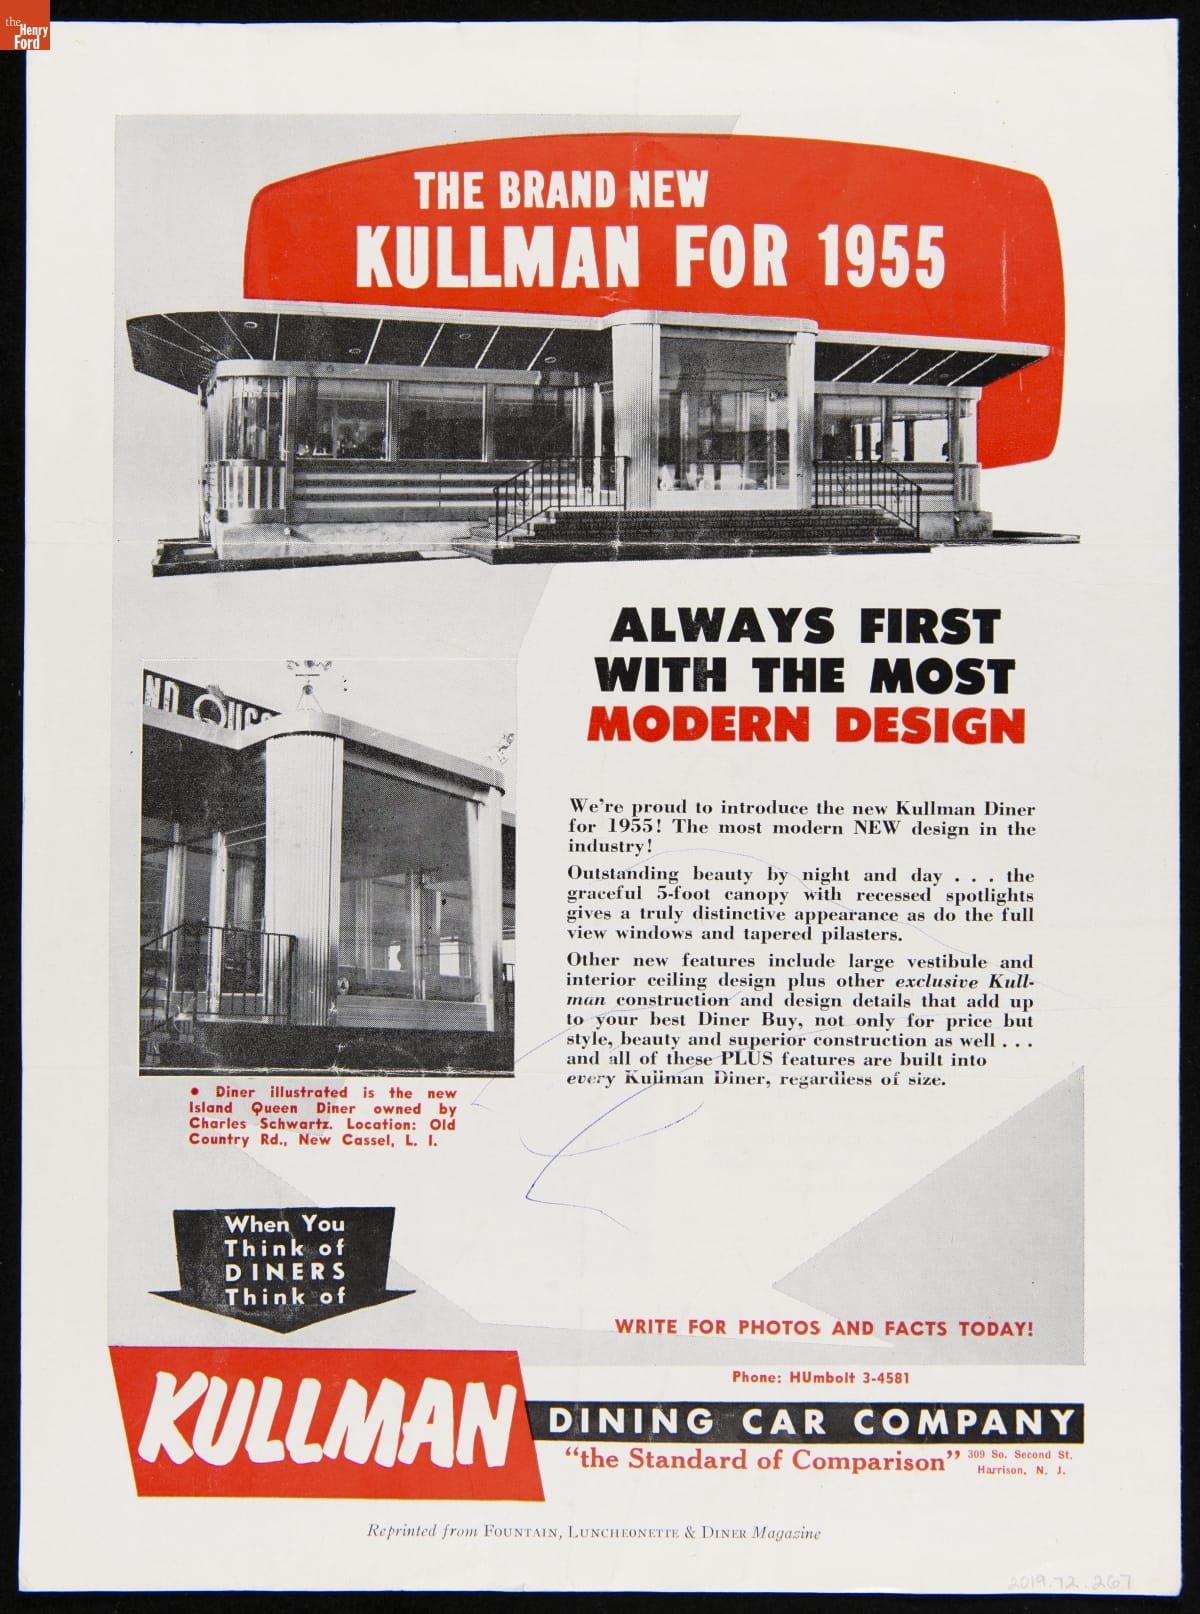 the
Henry
Ford
THE BRAND NEW
KULLMAN FOR 1955
ALWAYS FIRST
WITH THE MOST
MODERN DESIGN
We're proud to introduce the new Kullman Diner
for 1955! The most modern NEW design in the
industry!
Outstanding beauty by night and day . . . the
graceful 5-foot canopy with recessed spotlights
gives a truly distinctive appearance as do the full
view windows and tapered pilasters.
Other new features include large vestibule and
interior ceiling design plus other exclusive Kull-
man construction and design details that add up
to your best Diner Buy, not only for price but
style, beauty and superior construction as well . . .
and all of these PLUS features are built into
every Kullman Diner, regardless of size.
ND QUEE
• Diner illustrated is the new
Island Queen Diner owned by
Charles Schwartz. Location: Old
Country Rd., New Cassel, L. I.
When You
Think of
DINERS
Think of
WRITE FOR PHOTOS AND FACTS TODAY!
Phone: HUmbolt 3-4581
KULLMAN
DINING CAR COMPANY
"the Standard of Comparison"
309 So. Second St.
Harrison, N. J.
Reprinted from FOUNTAIN, LUNCHEONETTE & DINER Magazine
2019.72.267